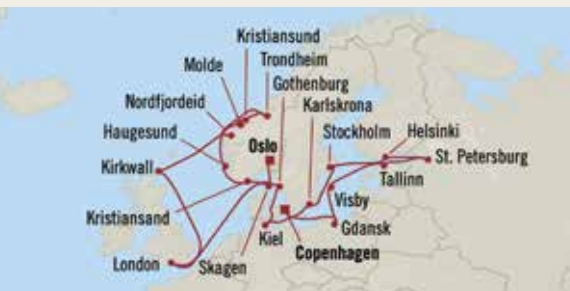 Kristiansund
Molde
Trondheim
Gothenburg
Nordfjordeid
Karlskrona
Haugesund
Oslo
Stockholm
Helsinki
Kirkwall
St. Petersburg
Tallinn
Visby
Kristiansand
Gdansk
Kiel
Copenhagen
London
Skagen